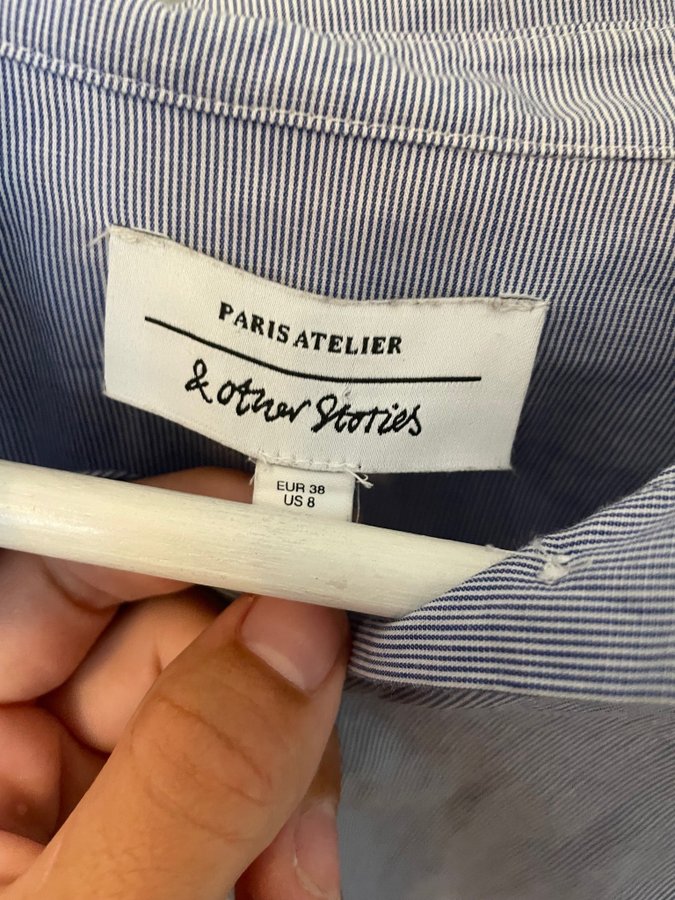 PARIS ATELIER
& other Stories
EUR 38
US 8